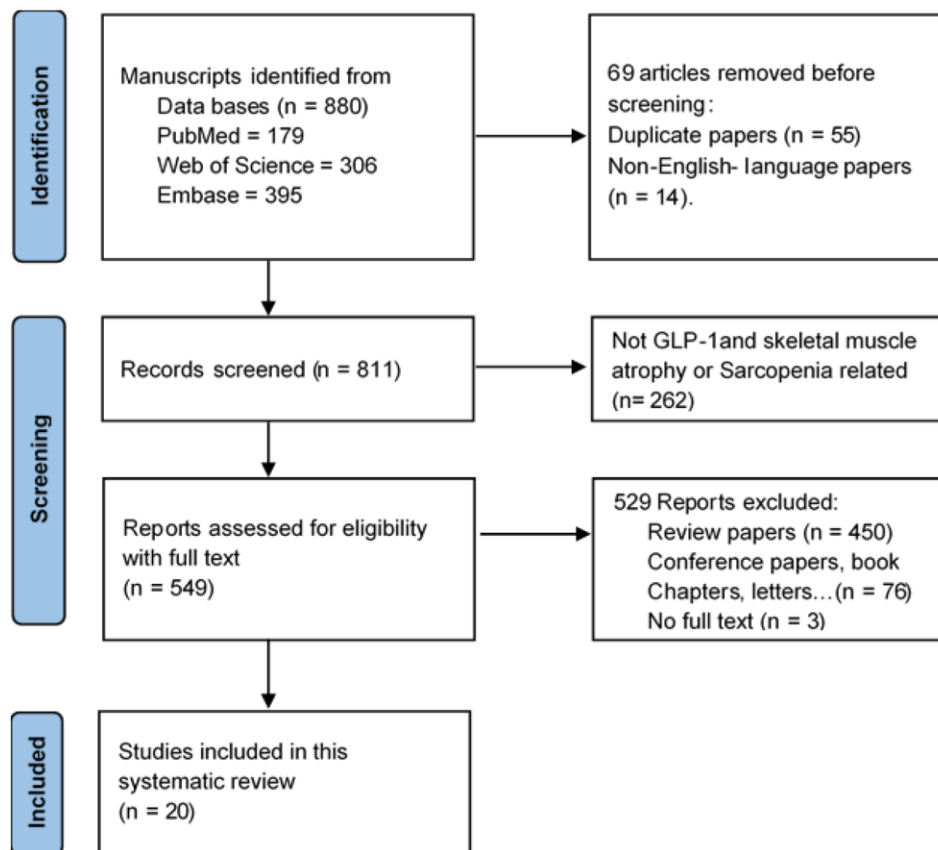 Identification
Manuscripts identified from
Data bases (n = 880)
PubMed = 179
Web of Science = 306
Embase = 395
69 articles removed before
screening:
Duplicate papers (n = 55)
Non-English- language papers
(n = 14).
Screening
Records screened (n = 811)
Not GLP-1and skeletal muscle
atrophy or Sarcopenia related
(n= 262)
Reports assessed for eligibility
with full text
(n = 549)
529 Reports excluded:
Review papers (n = 450)
Conference papers, book
Chapters, letters…(n = 76)
No full text (n = 3)
Included
Studies included in this
systematic review
(n = 20)